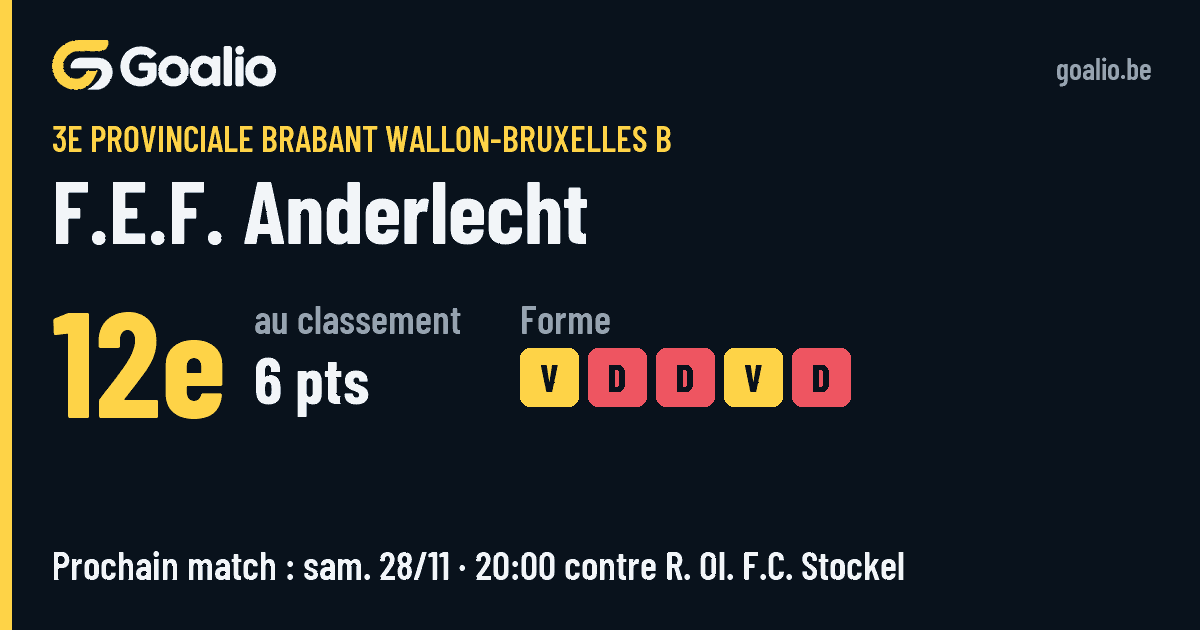 Goalio
goalio.be
3E PROVINCIALE BRABANT WALLON-BRUXELLES B
F.E.F. Anderlecht
12e
au classement
6 pts
Forme
V D D V D
Prochain match : sam. 28/11 · 20:00 contre R. Ol. F.C. Stockel